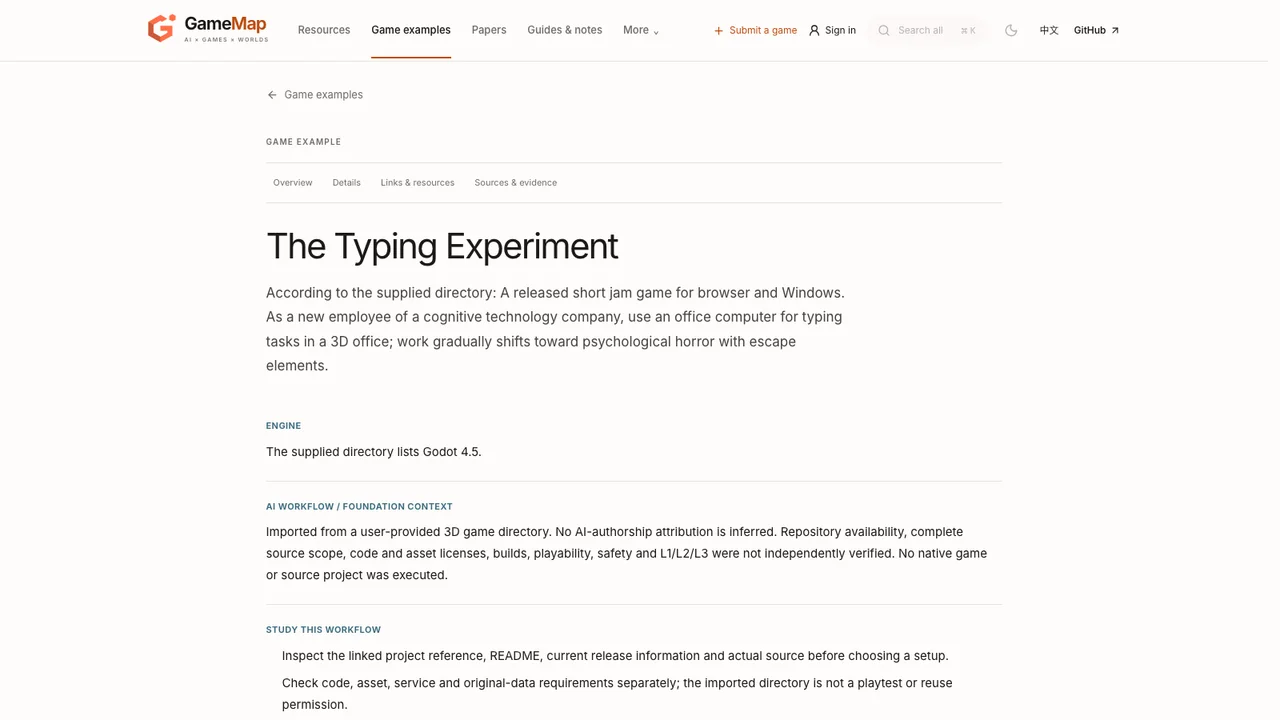 GameMap
AI × GAMES × WORLDS
Resources
Game examples
Papers
Guides & notes
More
Submit a game
Sign in
Search all
⌘ K
中文
GitHub
Game examples
GAME EXAMPLE
Overview
Details
Links & resources
Sources & evidence
The Typing Experiment
According to the supplied directory: A released short jam game for browser and Windows.
As a new employee of a cognitive technology company, use an office computer for typing
tasks in a 3D office; work gradually shifts toward psychological horror with escape
elements.
ENGINE
The supplied directory lists Godot 4.5.
AI WORKFLOW / FOUNDATION CONTEXT
Imported from a user-provided 3D game directory. No AI-authorship attribution is inferred. Repository availability, complete
source scope, code and asset licenses, builds, playability, safety and L1/L2/L3 were not independently verified. No native game
or source project was executed.
STUDY THIS WORKFLOW
Inspect the linked project reference, README, current release information and actual source before choosing a setup.
Check code, asset, service and original-data requirements separately; the imported directory is not a playtest or reuse
permission.